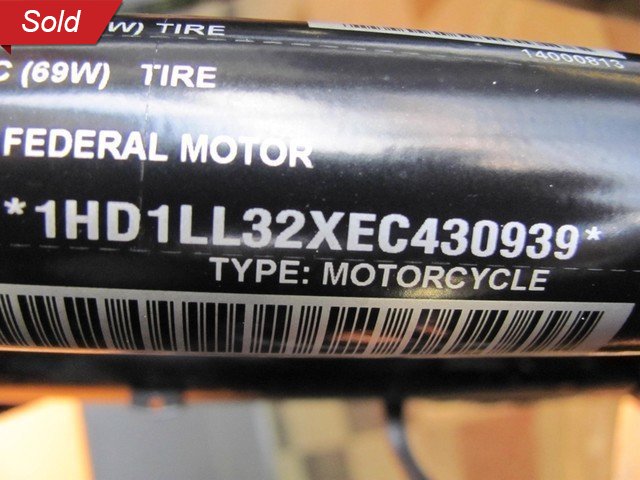 Sold
W) TIRE
14000813
C (69W) TIRE
FEDERAL MOTOR
*1HD1LL32XEC430939*
TYPE: MOTORCYCLE